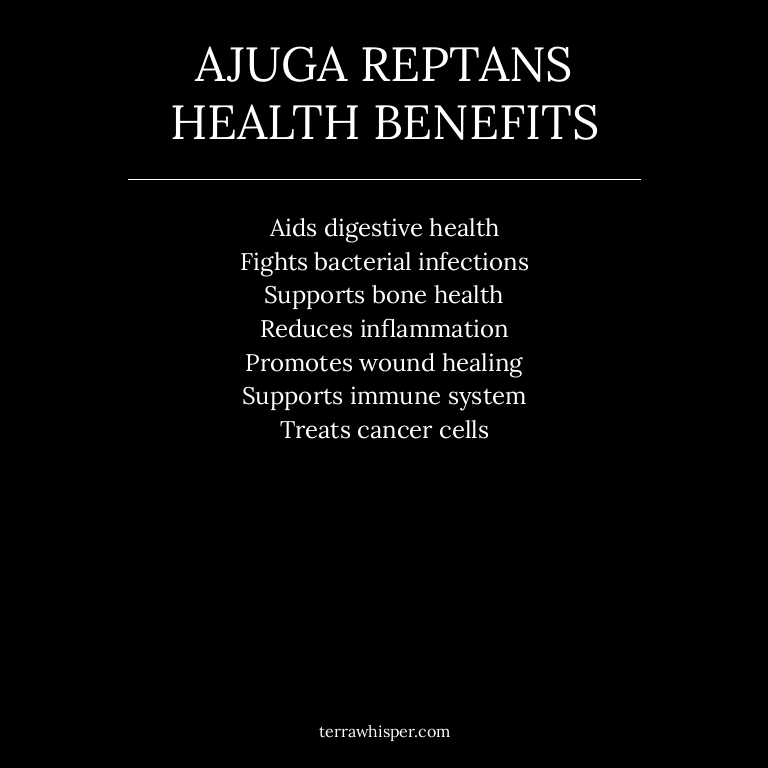 AJUGA REPTANS
HEALTH BENEFITS
Aids digestive health
Fights bacterial infections
Supports bone health
Reduces inflammation
Promotes wound healing
Supports immune system
Treats cancer cells
terrawhisper.com